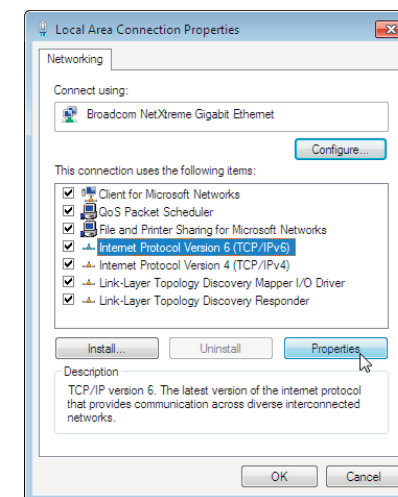 Local Area Connection Properties
Networking
Connect using:
Broadcom NetXtreme Gigabit Ethernet
Configure...
This connection uses the following items:
Client for Microsoft Networks
QoS Packet Scheduler
File and Printer Sharing for Microsoft Networks
Internet Protocol Version 6 (TCP/IPv6)
Internet Protocol Version 4 (TCP/IPv4)
Link-Layer Topology Discovery Mapper I/O Driver
Link-Layer Topology Discovery Responder
Install...
Uninstall
Properties
Description
TCP/IP version 6. The latest version of the internet protocol
that provides communication across diverse interconnected
networks.
OK
Cancel